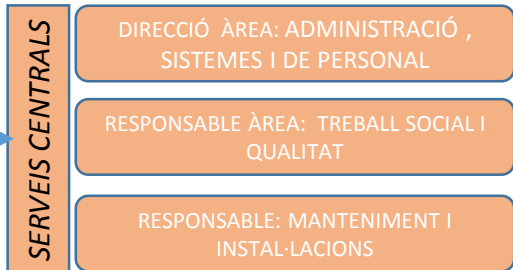 SERVEIS CENTRALS
DIRECCIÓ ÀREA: ADMINISTRACIÓ ,
SISTEMES I DE PERSONAL
RESPONSABLE ÀREA: TREBALL SOCIAL I
QUALITAT
RESPONSABLE: MANTENIMENT I
INSTAL·LACIONS